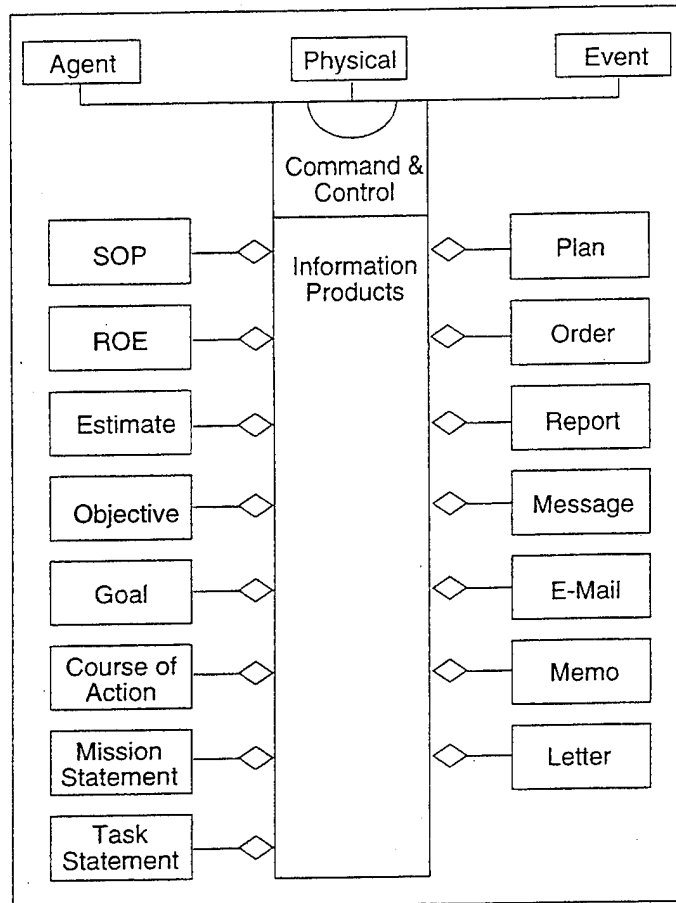 Agent
Physical
Event
Command &
Control
Information
Products
SOP
ROE
Estimate
Objective
Goal
Course of
Action
Mission
Statement
Task
Statement
Plan
Order
Report
Message
E-Mail
Memo
Letter